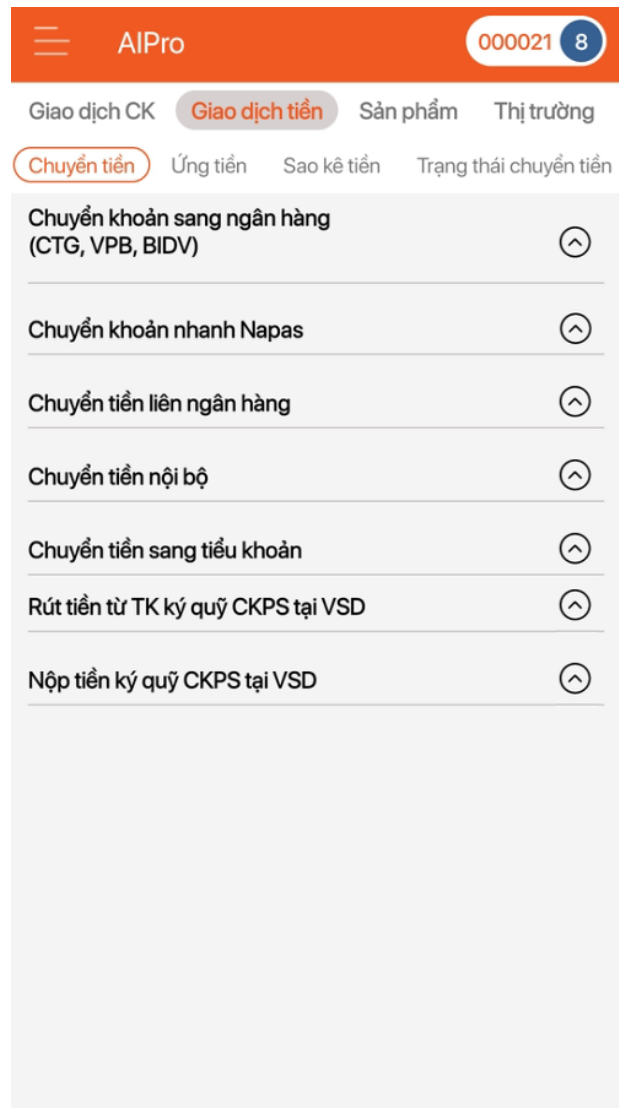 AIPro
000021 8
Giao dịch CK Giao dịch tiền Sản phẩm Thị trường
Chuyển tiền Ứng tiền Sao kê tiền Trạng thái chuyển tiền
Chuyển khoản sang ngân hàng
(CTG, VPB, BIDV)
Chuyển khoản nhanh Napas
Chuyển tiền liên ngân hàng
Chuyển tiền nội bộ
Chuyển tiền sang tiểu khoản
Rút tiền từ TK ký quỹ CKPS tại VSD
Nộp tiền ký quỹ CKPS tại VSD